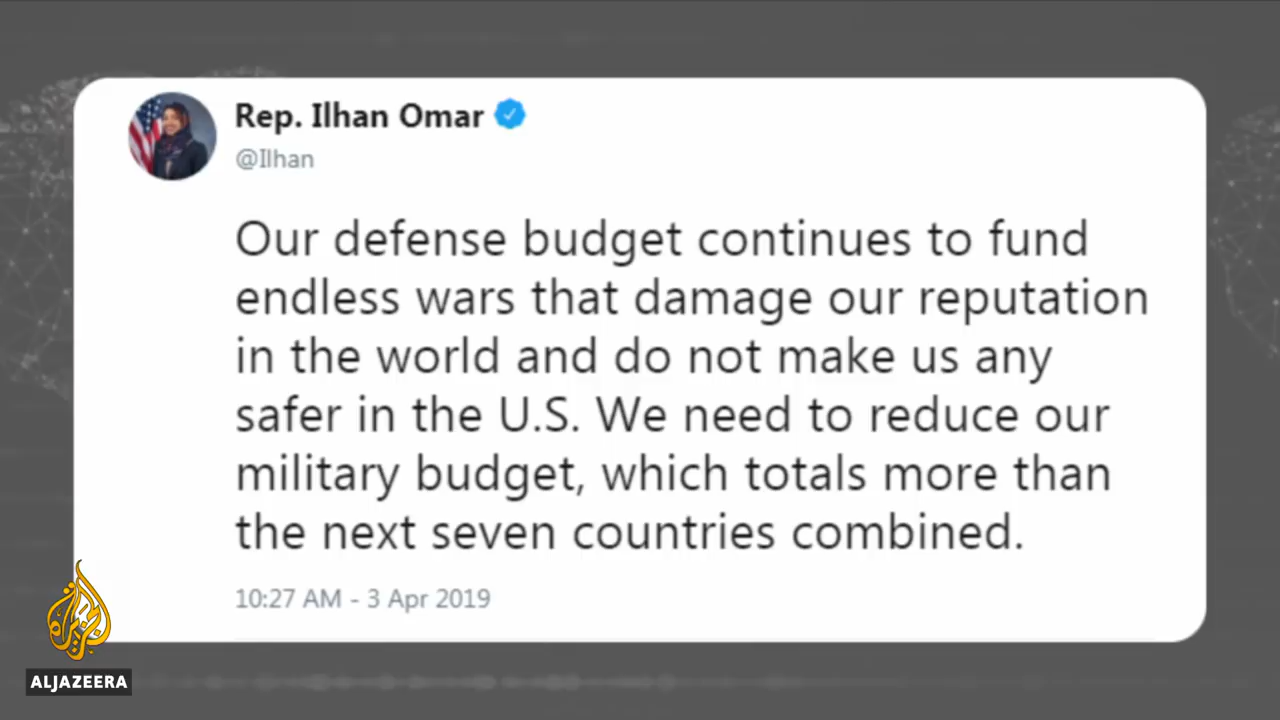 Rep. Ilhan Omar
@Ilhan
Our defense budget continues to fund
endless wars that damage our reputation
in the world and do not make us any
safer in the U.S. We need to reduce our
military budget, which totals more than
the next seven countries combined.
10:27 AM - 3 Apr 2019
ALJAZEERA